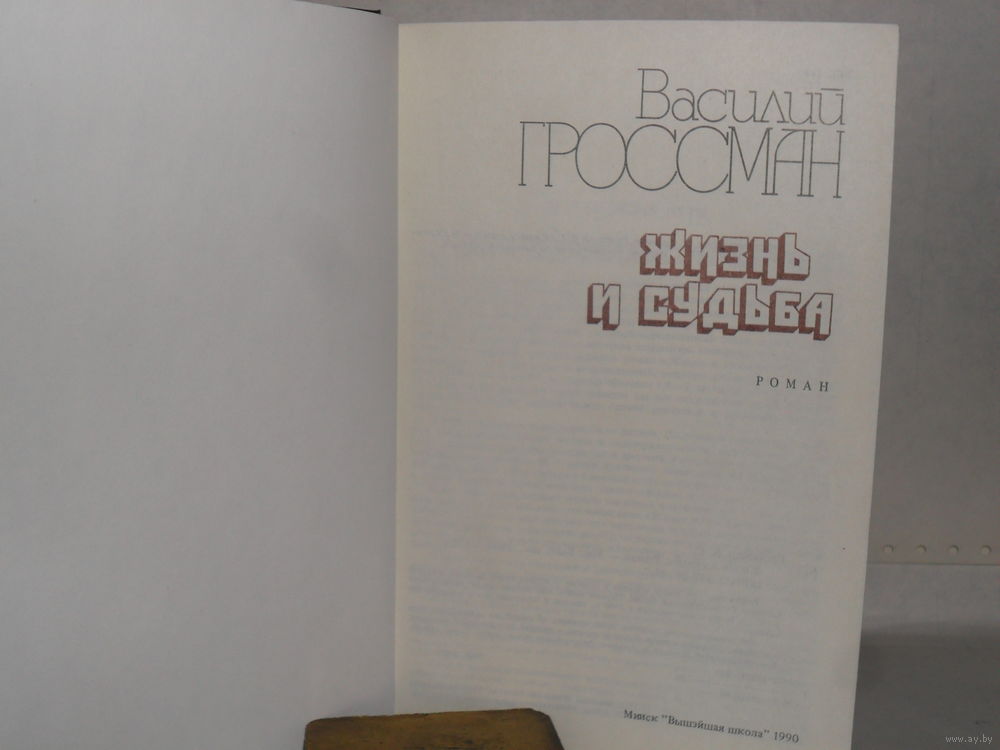 Василий
ГРОССМАН
ЖИЗНЬ
И СУДЬБА
РОМАН
Минск "Вышэйшая школа" 1990
www.ay.by